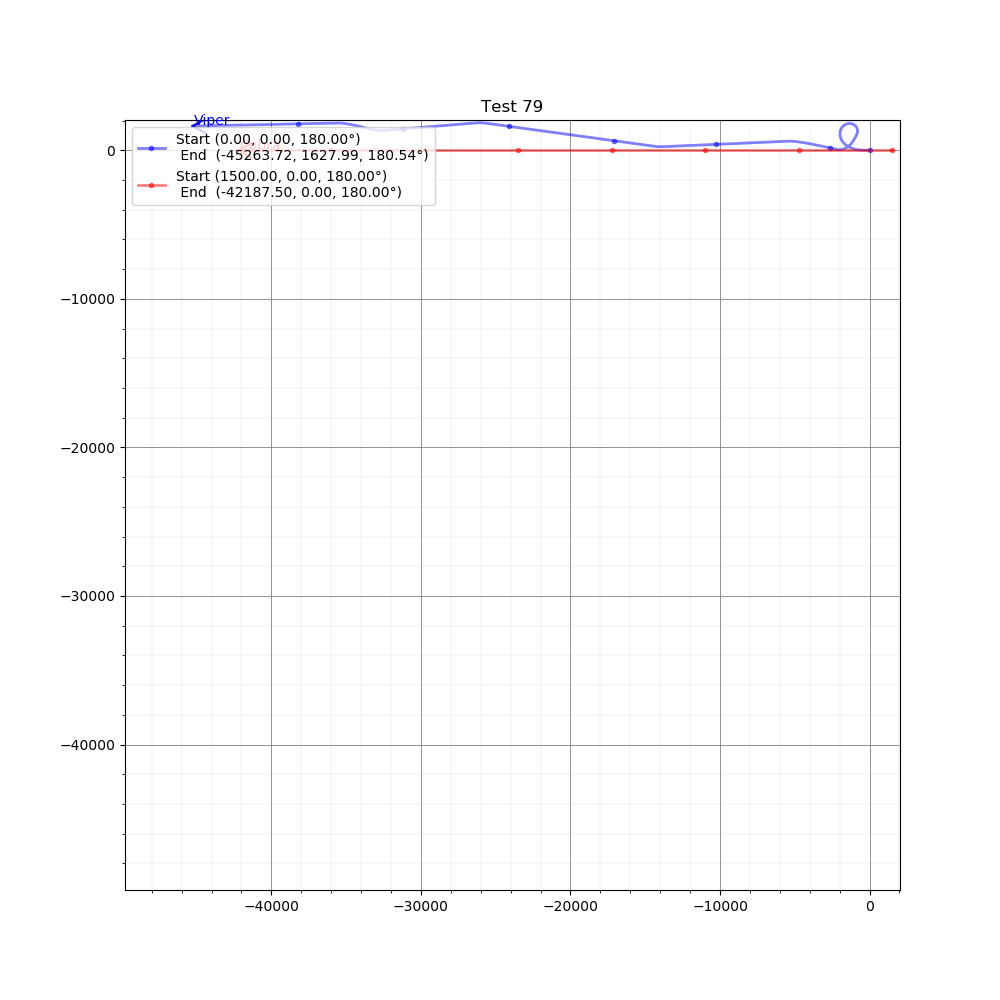 Test 79
Viper
Start (0.00, 0.00, 180.00°)
End  (-45263.72, 1627.99, 180.54°)
Start (1500.00, 0.00, 180.00°)
End  (-42187.50, 0.00, 180.00°)
0
−10000
−20000
−30000
−40000
−40000 −30000 −20000 −10000 0